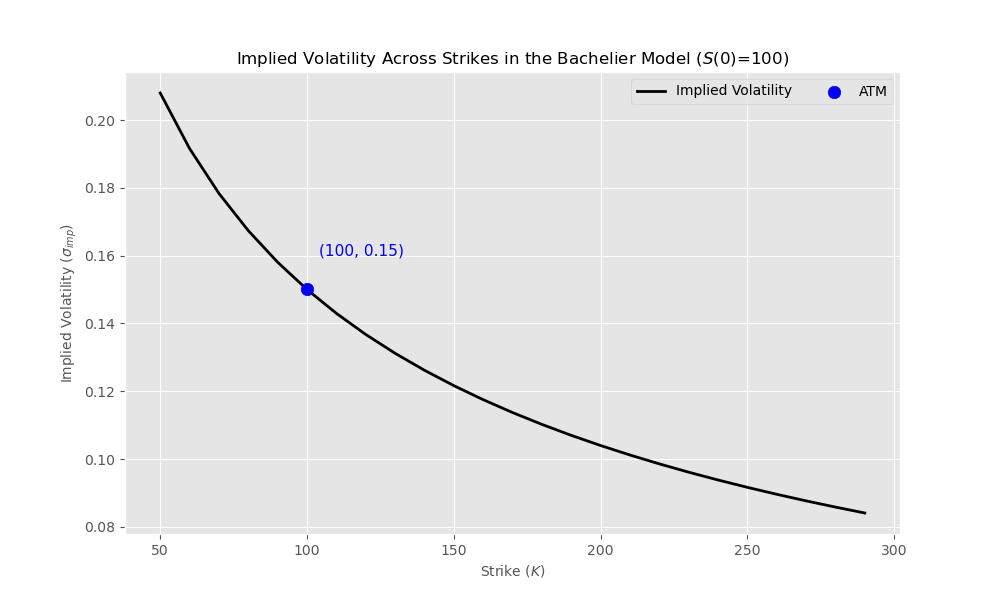 Implied Volatility Across Strikes in the Bachelier Model (S(0)=100)
Implied Volatility
ATM
0.20
0.18
0.16
0.14
0.12
0.10
0.08
Implied Volatility (σimp)
(100, 0.15)
50 100 150 200 250 300
Strike (K)